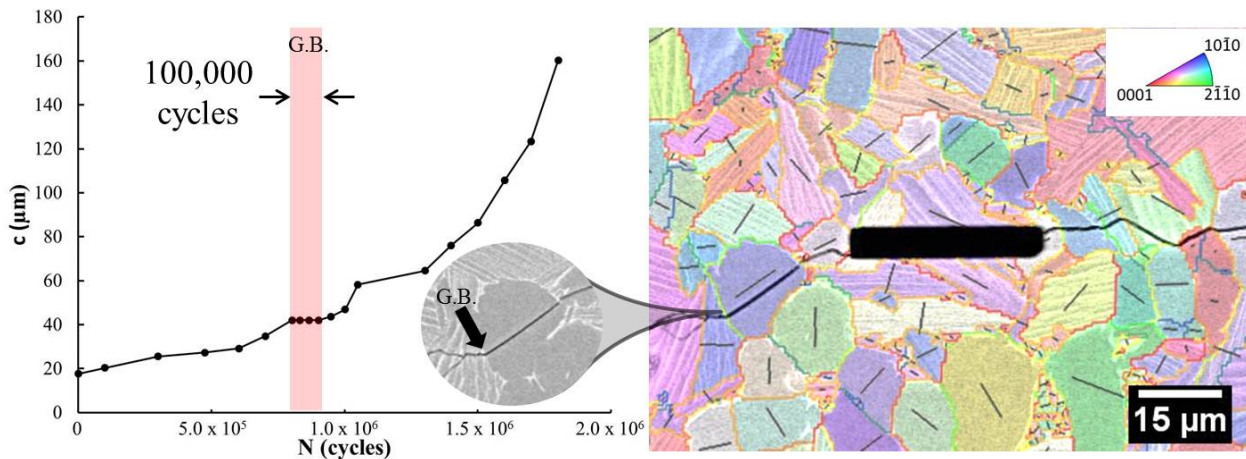 180
160
140
120
100
80
60
40
20
0
c (µm)
G.B.
100,000
cycles
G.B.
0
5.0 x 10⁵
1.0 x 10⁶
1.5 x 10⁶
2.0 x 10⁶
N (cycles)
101̄0
0001
21̄1̄0
15 µm